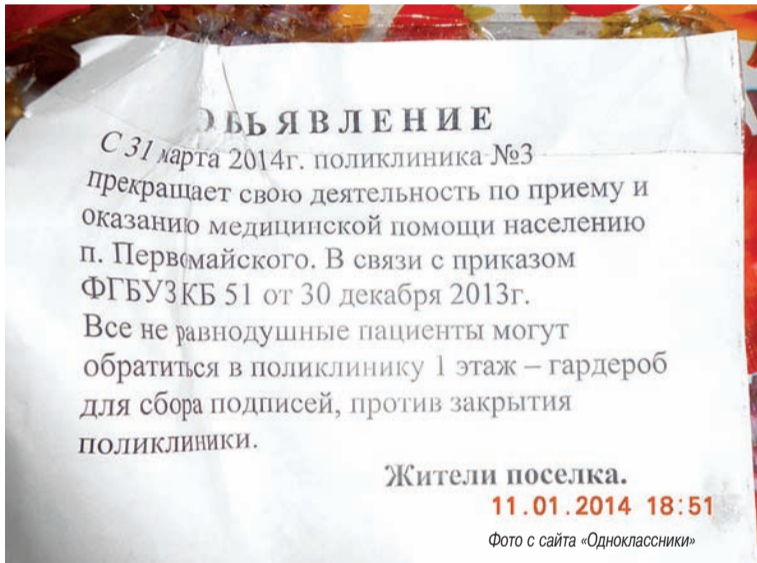 ОБЬЯВЛЕНИЕ
С 31 марта 2014г. поликлиника №3
прекращает свою деятельность по приему и
оказанию медицинской помощи населению
п. Первомайского. В связи с приказом
ФГБУЗ КБ 51 от 30 декабря 2013г.
Все не равнодушные пациенты могут
обратиться в поликлинику 1 этаж – гардероб
для сбора подписей, против закрытия
поликлиники.
Жители поселка.
11.01.2014 18:51
Фото с сайта «Одноклассники»